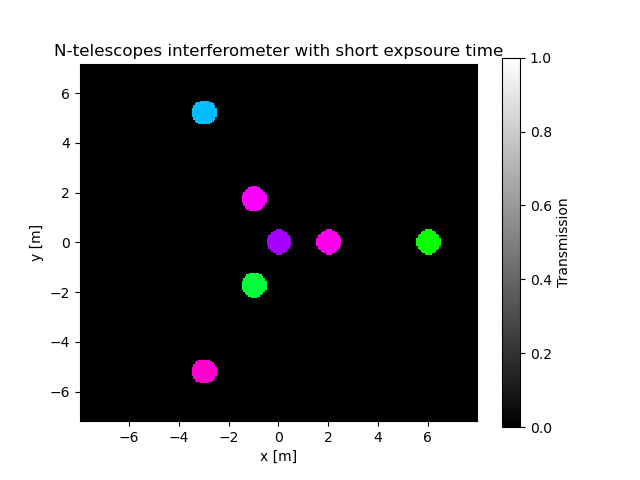 N-telescopes interferometer with short expsoure time
6
4
2
0
−2
−4
−6
y [m]
−6 −4 −2 0 2 4 6
x [m]
1.0
0.8
0.6
0.4
0.2
0.0
Transmission